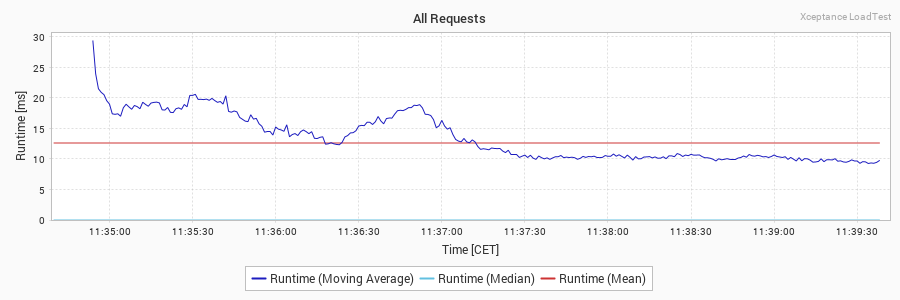 All Requests
Xceptance LoadTest
Runtime [ms]
30
25
20
15
10
5
0
11:35:00 11:35:30 11:36:00 11:36:30 11:37:00 11:37:30 11:38:00 11:38:30 11:39:00 11:39:30
Time [CET]
Runtime (Moving Average) Runtime (Median) Runtime (Mean)